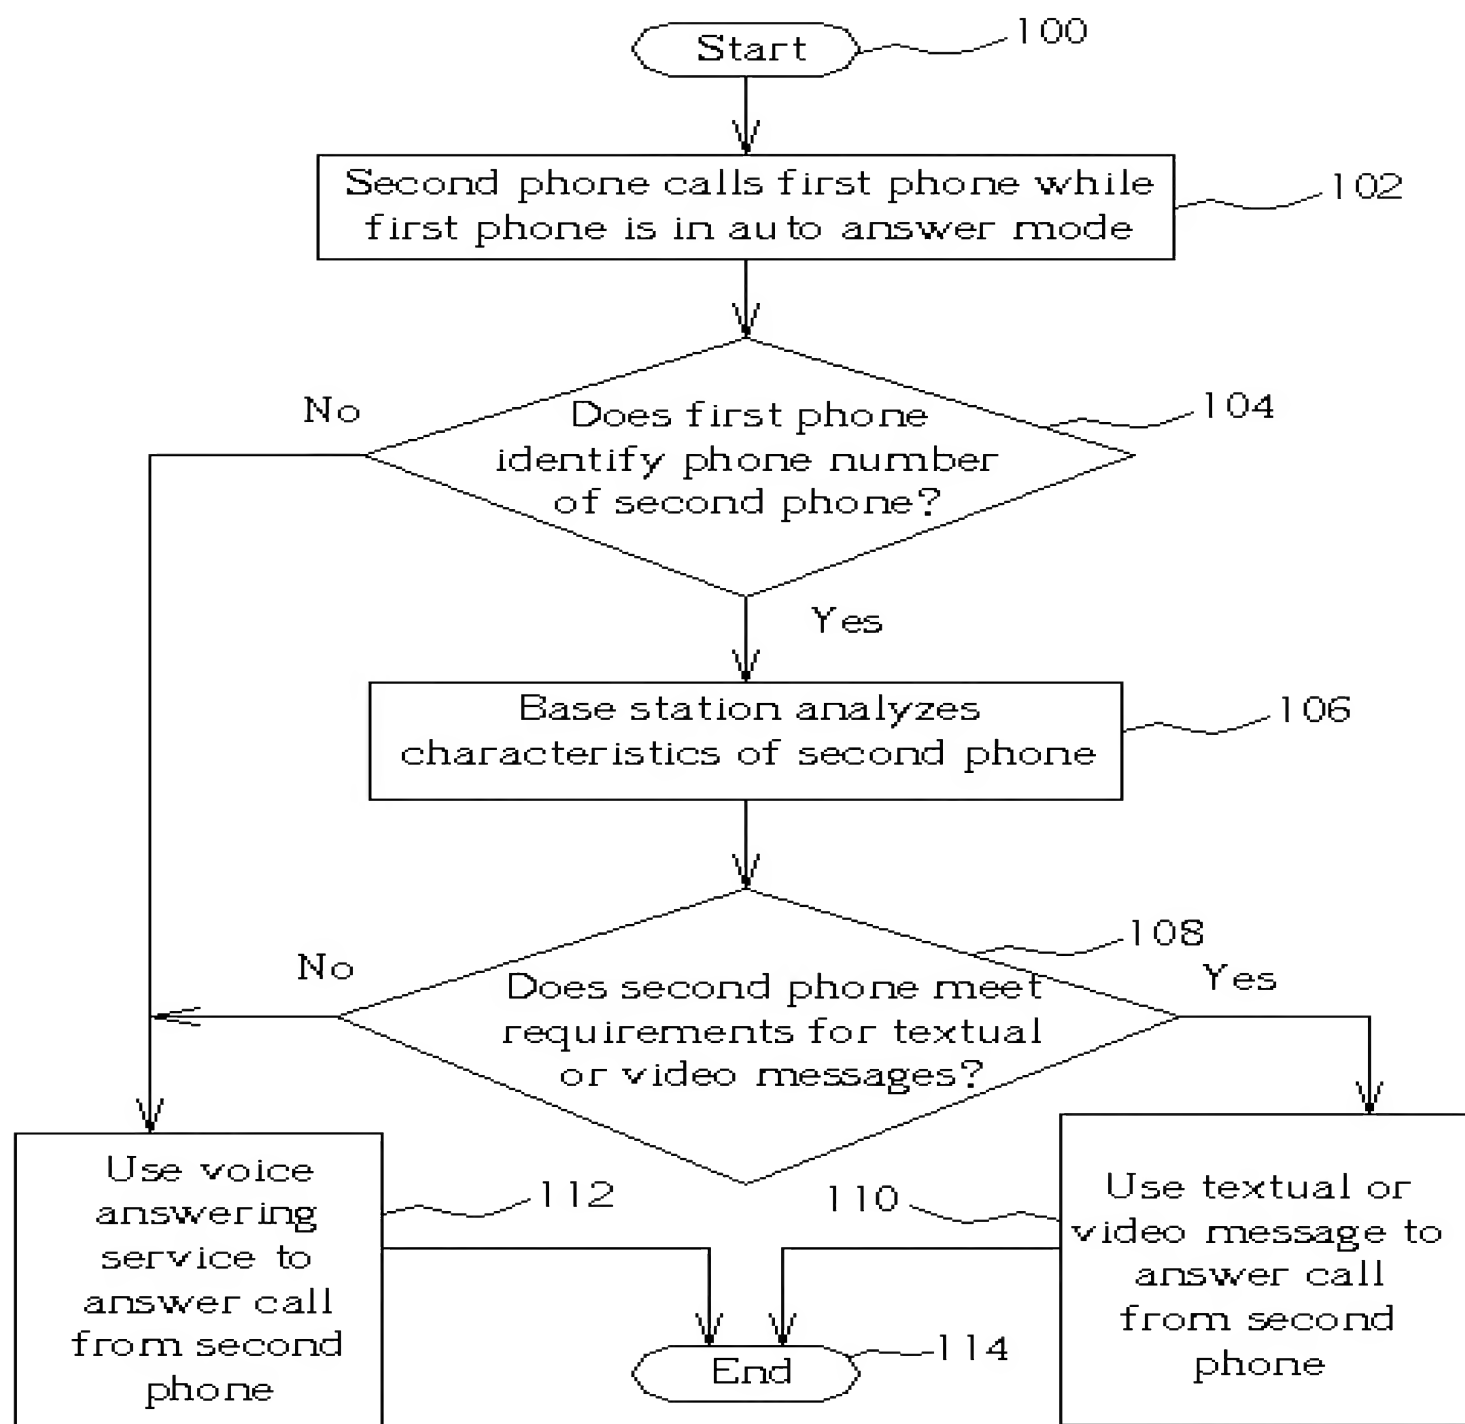 Start
100
Second phone calls first phone while
first phone is in auto answer mode
102
No
Does first phone
identify phone number
of second phone?
104
Yes
Base station analyzes
characteristics of second phone
106
No
Does second phone meet
requirements for textual
or video messages?
108
Yes
Use voice
answering
service to
answer call
from second
phone
112
110
Use textual or
video message to
answer call
from second
phone
End
114